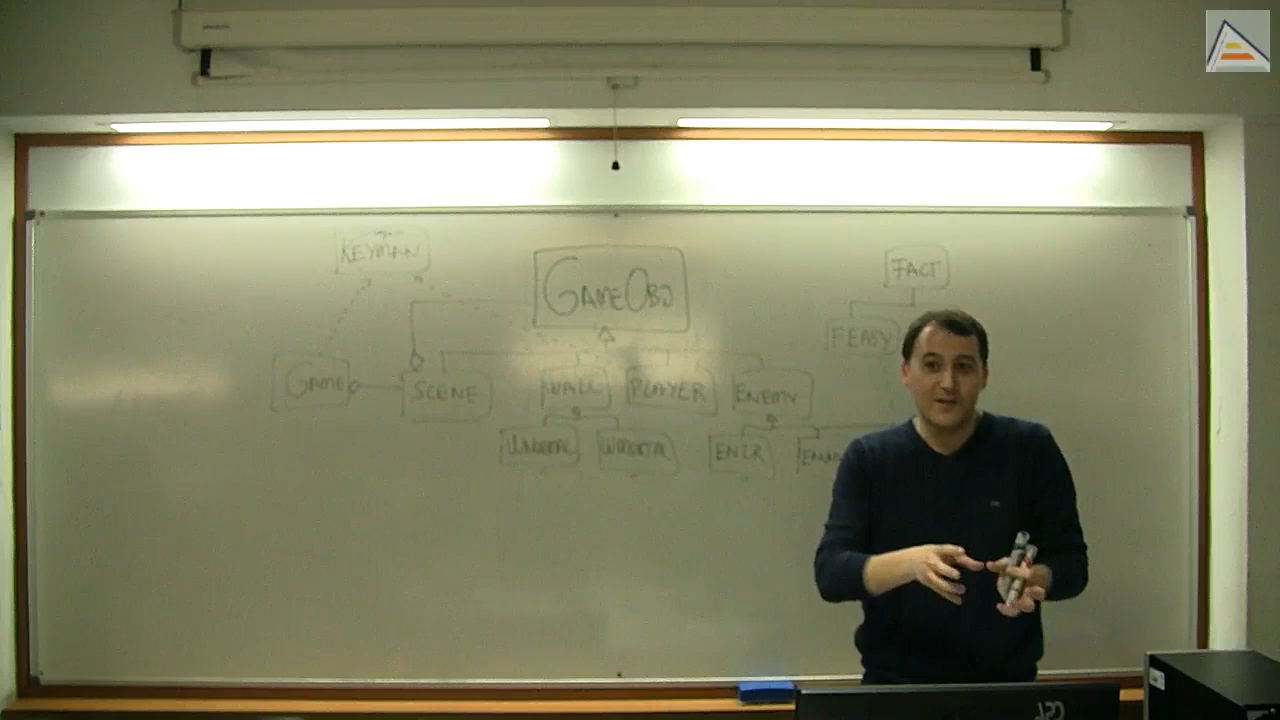 KEYMAN
GAMEOBJ
FACT
FEASY
GAME
SCENE
WALL
PLAYER
ENEMY
ENLR